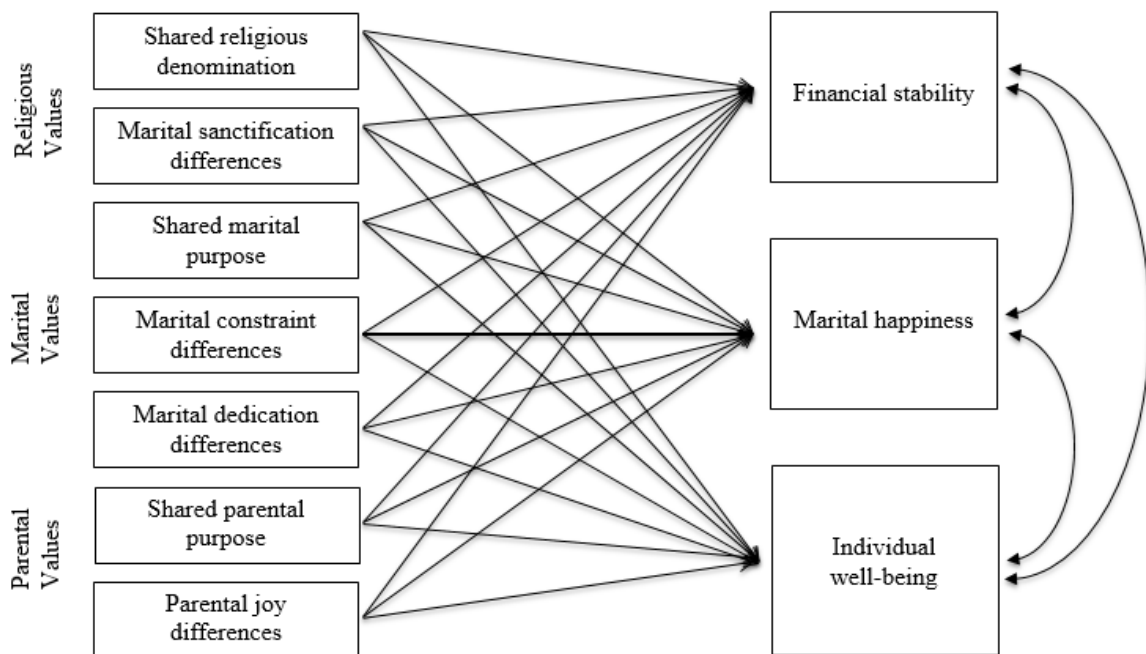 Religious
Values
Shared religious
denomination
Marital sanctification
differences
Marital
Values
Shared marital
purpose
Marital constraint
differences
Marital dedication
differences
Parental
Values
Shared parental
purpose
Parental joy
differences
Financial stability
Marital happiness
Individual
well-being